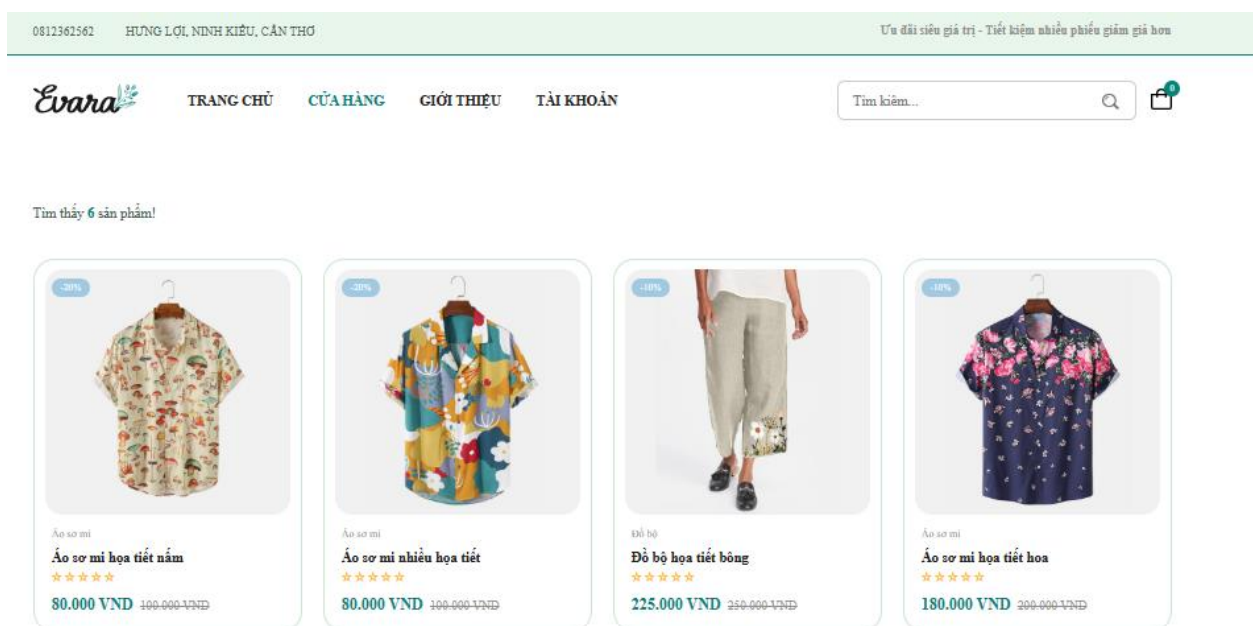 0812362562 HƯNG LỢI, NINH KIỀU, CẦN THƠ Ưu đãi siêu giá trị - Tiết kiệm nhiều phiếu giảm giá hơn
Evara TRANG CHỦ CỬA HÀNG GIỚI THIỆU TÀI KHOẢN Tìm kiếm... 0
Tìm thấy 6 sản phẩm!
-20% -20% -10% -10%
Áo sơ mi Áo sơ mi Đồ bộ Áo sơ mi
Áo sơ mi họa tiết nấm Áo sơ mi nhiều họa tiết Đồ bộ họa tiết bông Áo sơ mi họa tiết hoa
80.000 VND 100.000 VND 80.000 VND 100.000 VND 225.000 VND 250.000 VND 180.000 VND 200.000 VND